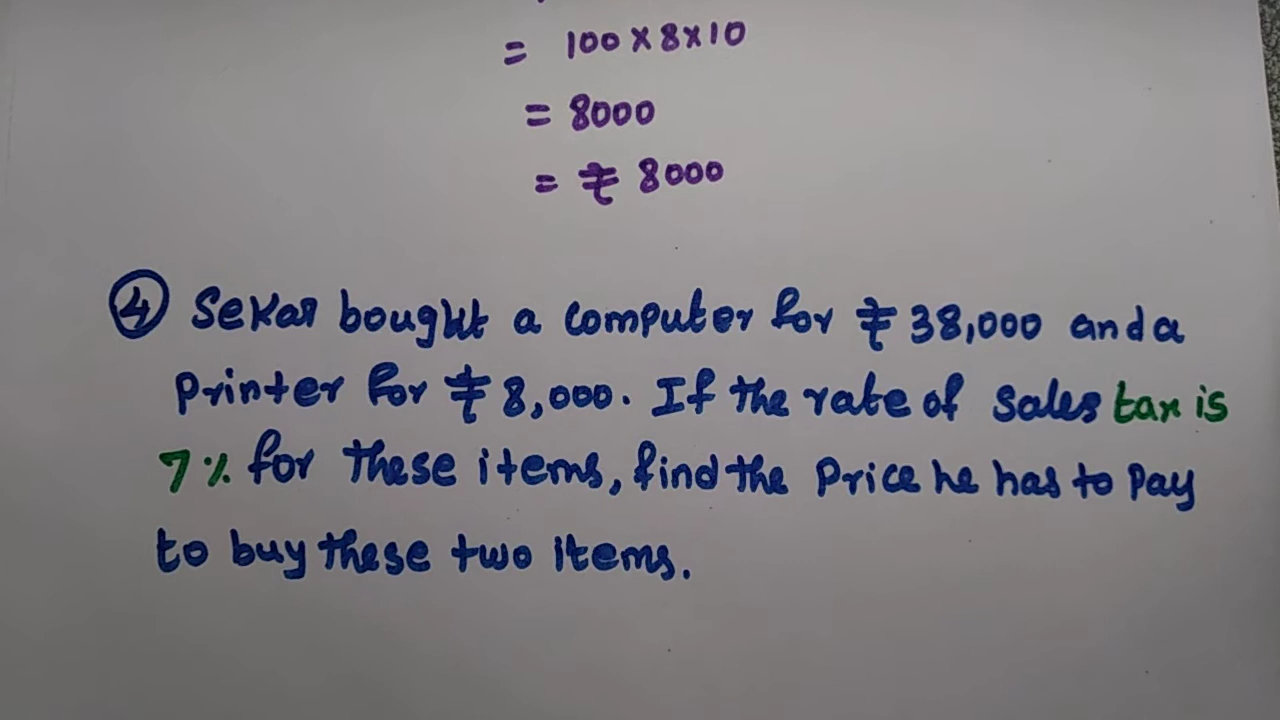 = 100 × 8 × 10
= 8000
= ₹ 8000
④ Sekar bought a computer for ₹ 38,000 and a
Printer for ₹ 8,000. If the rate of sales tax is
7% for these items, find the Price he has to Pay
to buy these two items.